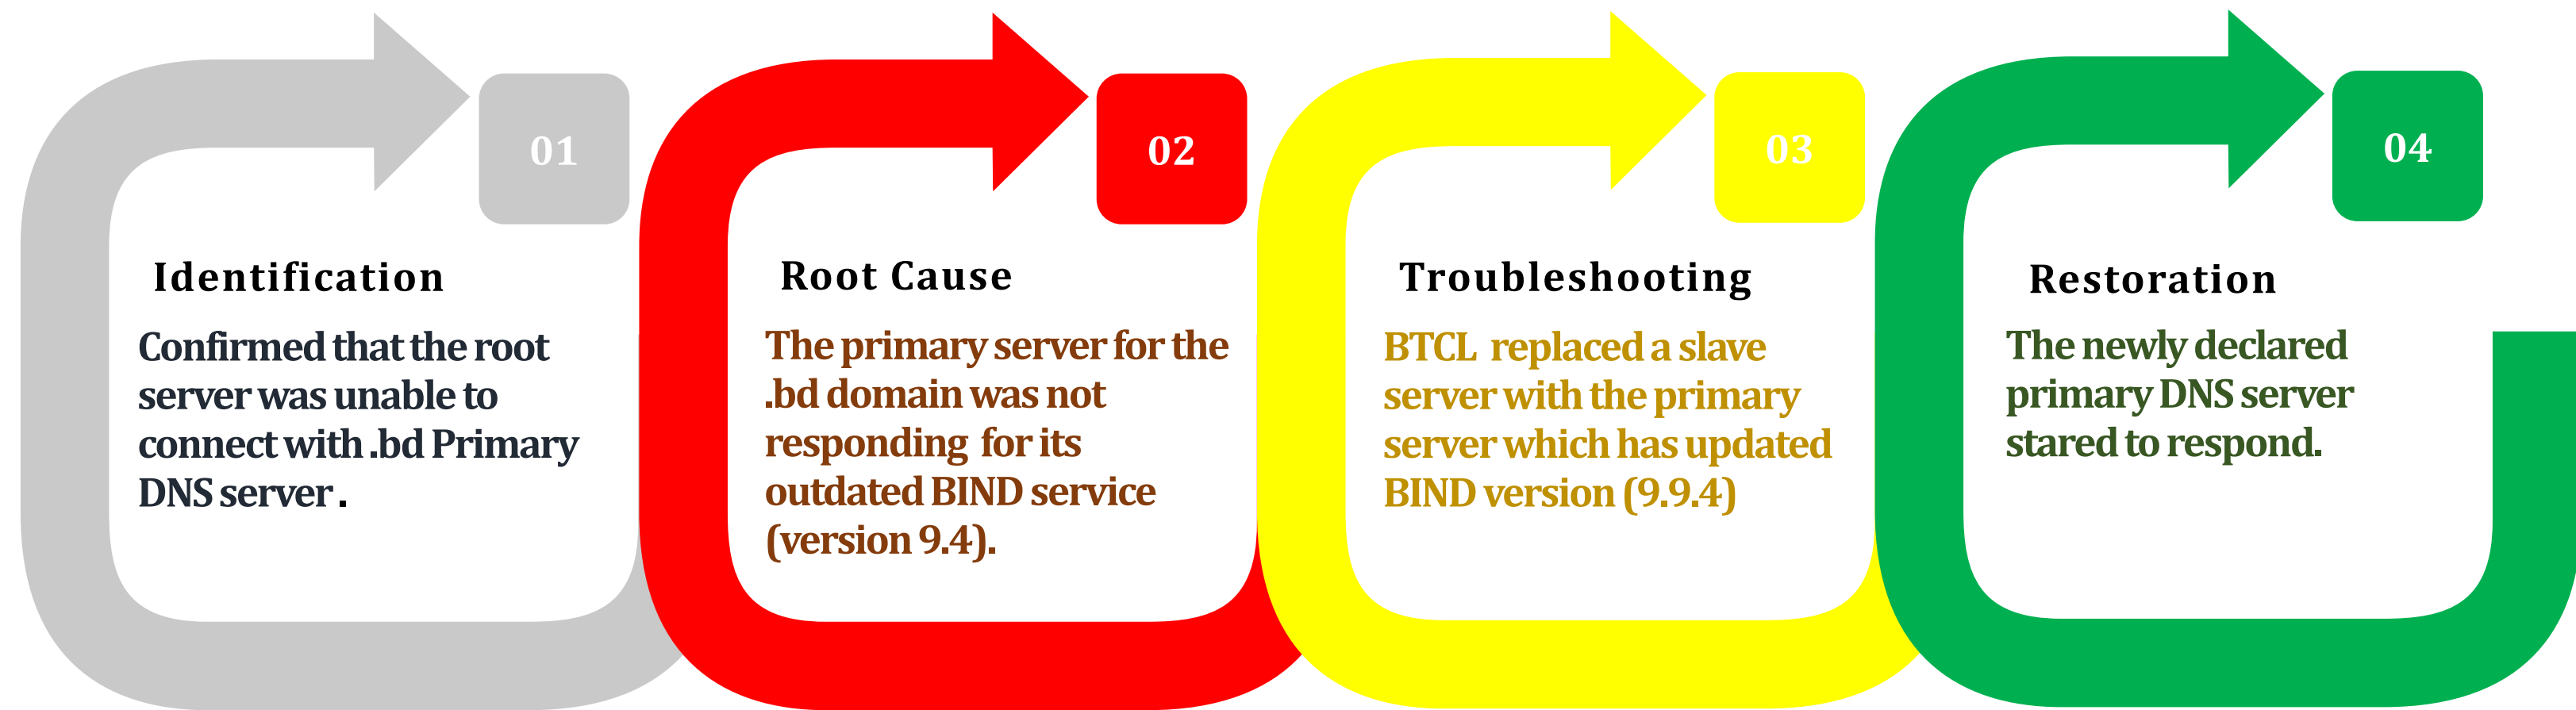 01
Identification
Confirmed that the root
server was unable to
connect with .bd Primary
DNS server .
02
Root Cause
The primary server for the
.bd domain was not
responding for its
outdated BIND service
(version 9.4).
03
Troubleshooting
BTCL replaced a slave
server with the primary
server which has updated
BIND version (9.9.4)
04
Restoration
The newly declared
primary DNS server
stared to respond.